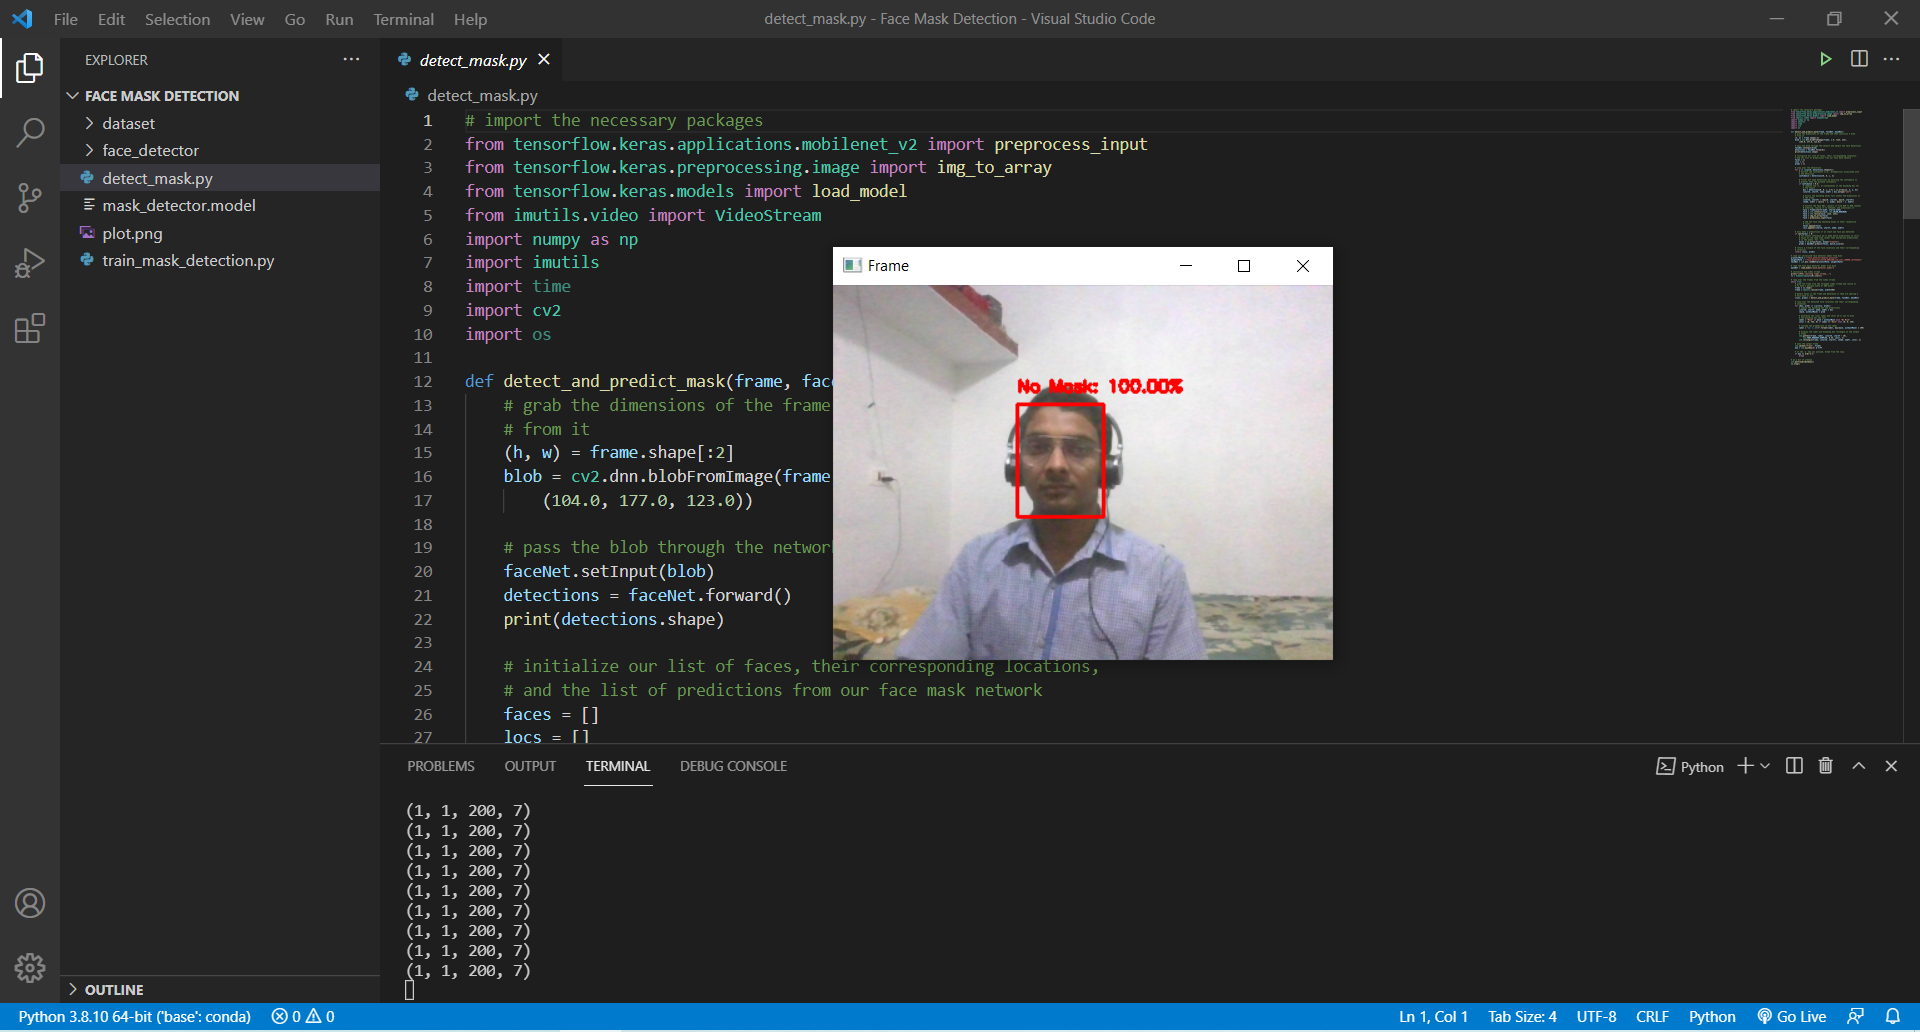 File Edit Selection View Go Run Terminal Help
detect_mask.py - Face Mask Detection - Visual Studio Code
EXPLORER
FACE MASK DETECTION
dataset
face_detector
detect_mask.py
mask_detector.model
plot.png
train_mask_detection.py
OUTLINE
detect_mask.py
detect_mask.py
1 # import the necessary packages
2 from tensorflow.keras.applications.mobilenet_v2 import preprocess_input
3 from tensorflow.keras.preprocessing.image import img_to_array
4 from tensorflow.keras.models import load_model
5 from imutils.video import VideoStream
6 import numpy as np
7 import imutils
8 import time
9 import cv2
10 import os
11
12 def detect_and_predict_mask(frame, fac
13 # grab the dimensions of the frame
14 # from it
15 (h, w) = frame.shape[:2]
16 blob = cv2.dnn.blobFromImage(frame
17 (104.0, 177.0, 123.0))
18
19 # pass the blob through the networ
20 faceNet.setInput(blob)
21 detections = faceNet.forward()
22 print(detections.shape)
23
24 # initialize our list of faces, their corresponding locations,
25 # and the list of predictions from our face mask network
26 faces = []
27 locs = []
Frame
No Mask: 100.00%
PROBLEMS OUTPUT TERMINAL DEBUG CONSOLE
Python
(1, 1, 200, 7)
(1, 1, 200, 7)
(1, 1, 200, 7)
(1, 1, 200, 7)
(1, 1, 200, 7)
(1, 1, 200, 7)
(1, 1, 200, 7)
(1, 1, 200, 7)
(1, 1, 200, 7)
Python 3.8.10 64-bit ('base': conda) 0 0
Ln 1, Col 1 Tab Size: 4 UTF-8 CRLF Python Go Live